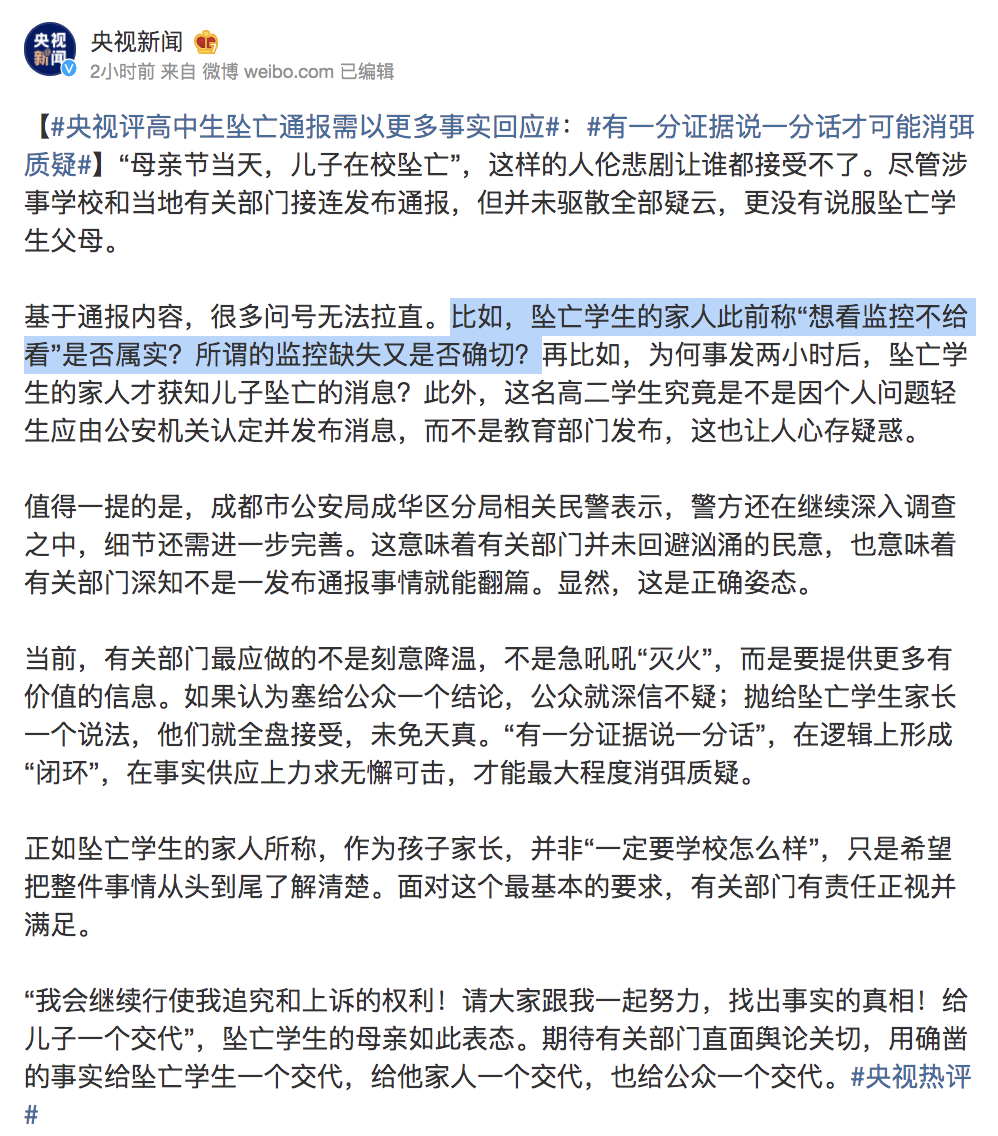 央视
新闻
央视新闻
2小时前 来自 微博 weibo.com 已编辑
【#央视评高中生坠亡通报需以更多事实回应#：#有一分证据说一分话才可能消弭
质疑#】“母亲节当天，儿子在校坠亡”，这样的人伦悲剧让谁都接受不了。尽管涉
事学校和当地有关部门接连发布通报，但并未驱散全部疑云，更没有说服坠亡学
生父母。
基于通报内容，很多问号无法拉直。比如，坠亡学生的家人此前称“想看监控不给
看”是否属实？所谓的监控缺失又是否确切？再比如，为何事发两小时后，坠亡学
生的家人才获知儿子坠亡的消息？此外，这名高二学生究竟是不是因个人问题轻
生应由公安机关认定并发布消息，而不是教育部门发布，这也让人心存疑惑。
值得一提的是，成都市公安局成华区分局相关民警表示，警方还在继续深入调查
之中，细节还需进一步完善。这意味着有关部门并未回避汹涌的民意，也意味着
有关部门深知不是一发布通报事情就能翻篇。显然，这是正确姿态。
当前，有关部门最应做的不是刻意降温，不是急吼吼“灭火”，而是要提供更多有
价值的信息。如果认为塞给公众一个结论，公众就深信不疑；抛给坠亡学生家长
一个说法，他们就全盘接受，未免天真。“有一分证据说一分话”，在逻辑上形成
“闭环”，在事实供应上力求无懈可击，才能最大程度消弭质疑。
正如坠亡学生的家人所称，作为孩子家长，并非“一定要学校怎么样”，只是希望
把整件事情从头到尾了解清楚。面对这个最基本的要求，有关部门有责任正视并
满足。
“我会继续行使我追究和上诉的权利！请大家跟我一起努力，找出事实的真相！给
儿子一个交代”，坠亡学生的母亲如此表态。期待有关部门直面舆论关切，用确凿
的事实给坠亡学生一个交代，给他家人一个交代，也给公众一个交代。#央视热评
#